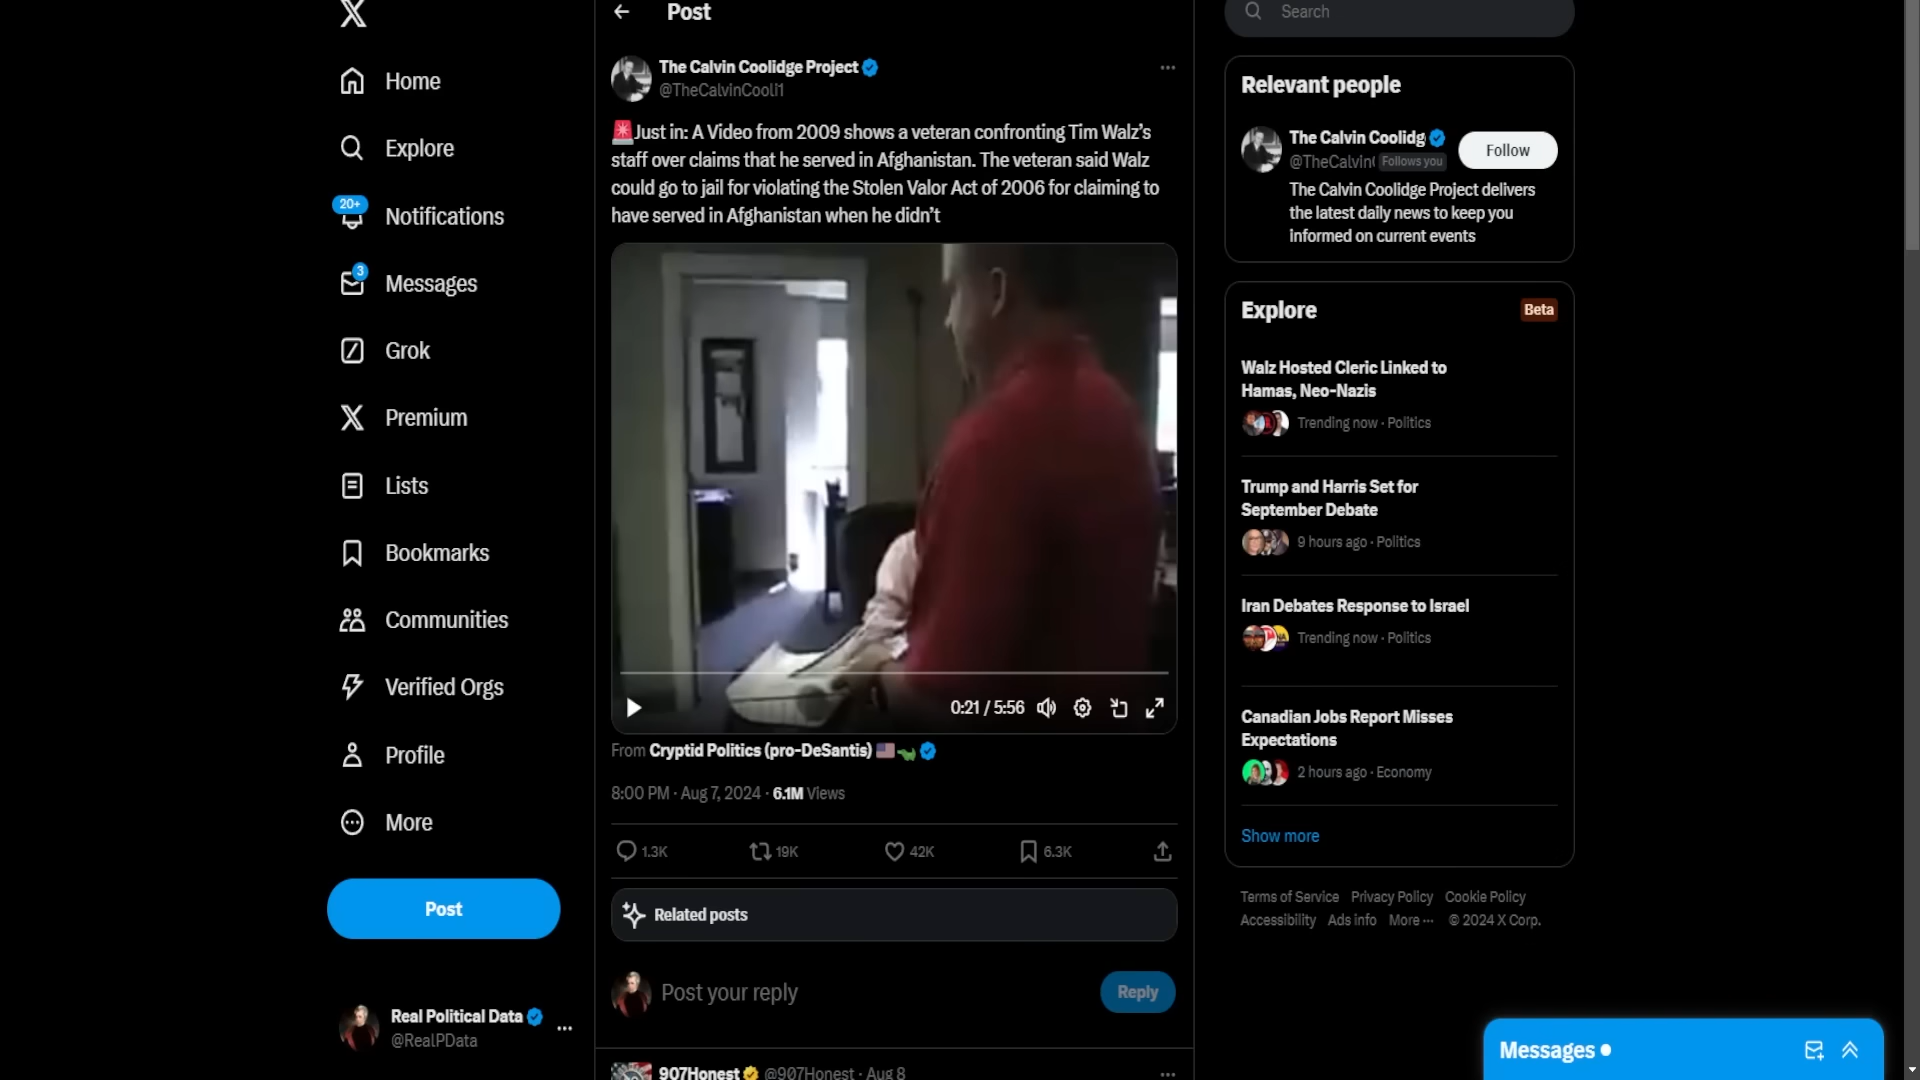 Home
Explore
20+
Notifications
3
Messages
Grok
Premium
Lists
Bookmarks
Communities
Verified Orgs
Profile
More
Post
Real Political Data
@RealPData
Post
The Calvin Coolidge Project
@TheCalvinCooli1
Just in: A Video from 2009 shows a veteran confronting Tim Walz’s
staff over claims that he served in Afghanistan. The veteran said Walz
could go to jail for violating the Stolen Valor Act of 2006 for claiming to
have served in Afghanistan when he didn’t
0:21 / 5:56
From Cryptid Politics (pro-DeSantis)
8:00 PM · Aug 7, 2024 · 6.1M Views
1.3K 19K 42K 6.3K
Related posts
Post your reply
Reply
907Honest @907Honest · Aug 8
Search
Relevant people
The Calvin Coolidg
@TheCalvin Follows you
Follow
The Calvin Coolidge Project delivers
the latest daily news to keep you
informed on current events
Explore
Beta
Walz Hosted Cleric Linked to
Hamas, Neo-Nazis
Trending now · Politics
Trump and Harris Set for
September Debate
9 hours ago · Politics
Iran Debates Response to Israel
Trending now · Politics
Canadian Jobs Report Misses
Expectations
2 hours ago · Economy
Show more
Terms of Service Privacy Policy Cookie Policy
Accessibility Ads info More ··· © 2024 X Corp.
Messages